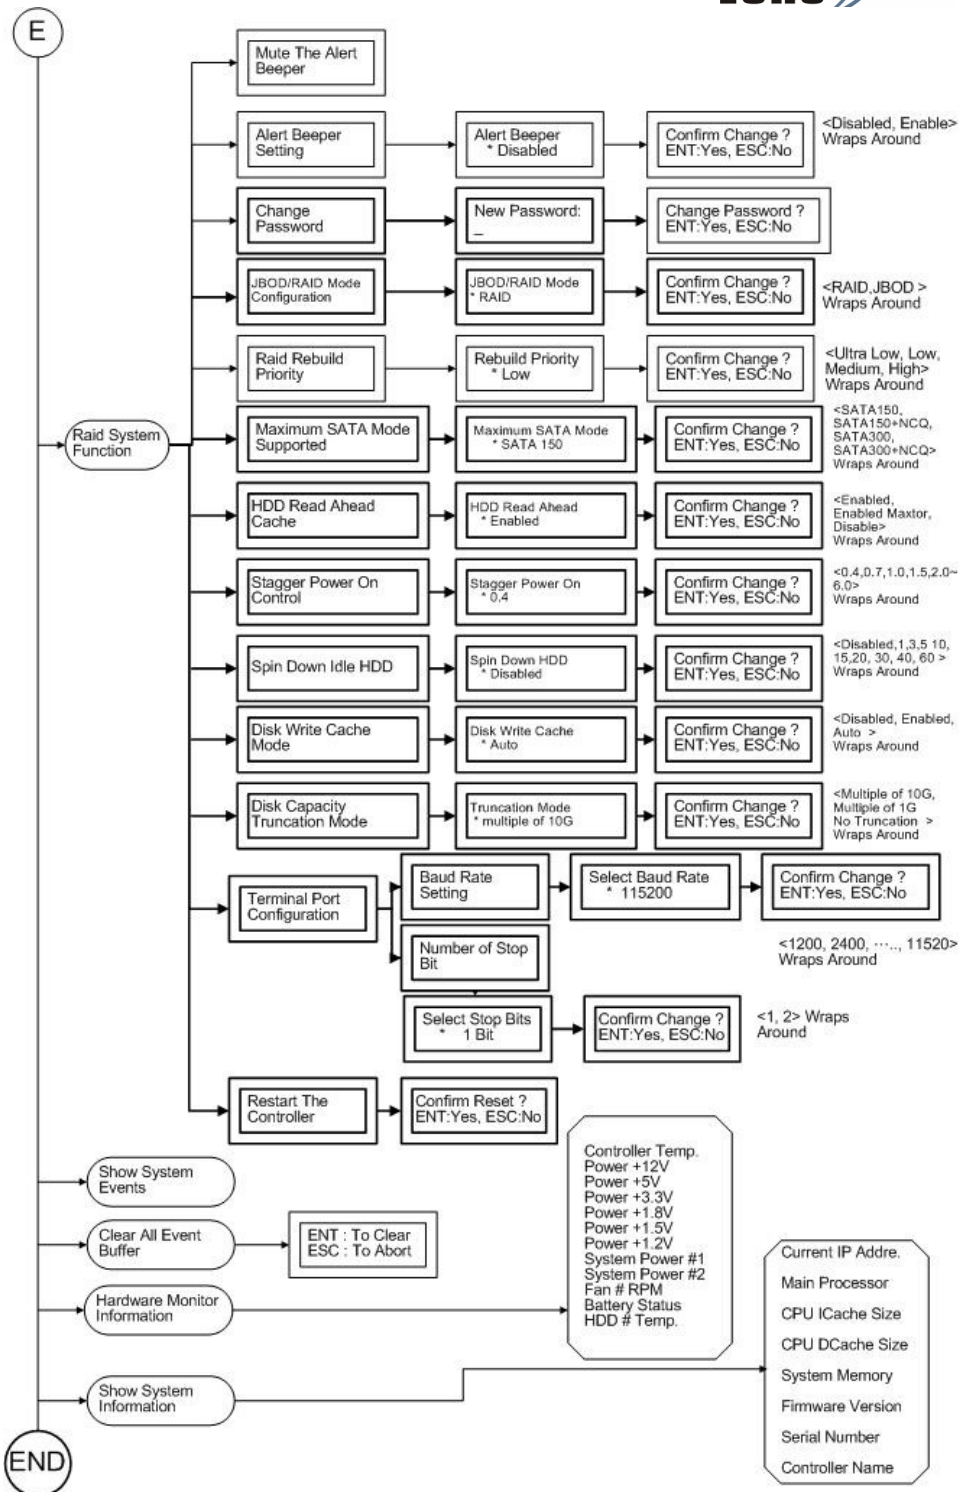 E
Mute The Alert
Beeper
Alert Beeper
Setting
Alert Beeper
* Disabled
Confirm Change ?
ENT:Yes, ESC:No
<Disabled, Enable>
Wraps Around
Change
Password
New Password:
_
Change Password ?
ENT:Yes, ESC:No
JBOD/RAID Mode
Configuration
JBOD/RAID Mode
* RAID
Confirm Change ?
ENT:Yes, ESC:No
<RAID,JBOD >
Wraps Around
Raid Rebuild
Priority
Rebuild Priority
* Low
Confirm Change ?
ENT:Yes, ESC:No
<Ultra Low, Low,
Medium, High>
Wraps Around
Raid System
Function
Maximum SATA Mode
Supported
Maximum SATA Mode
* SATA 150
Confirm Change ?
ENT:Yes, ESC:No
<SATA150,
SATA150+NCQ,
SATA300,
SATA300+NCQ>
Wraps Around
HDD Read Ahead
Cache
HDD Read Ahead
* Enabled
Confirm Change ?
ENT:Yes, ESC:No
<Enabled,
Enabled Maxtor,
Disable>
Wraps Around
Stagger Power On
Control
Stagger Power On
* 0.4
Confirm Change ?
ENT:Yes, ESC:No
<0.4,0.7,1.0,1.5,2.0~
6.0>
Wraps Around
Spin Down Idle HDD
Spin Down HDD
* Disabled
Confirm Change ?
ENT:Yes, ESC:No
<Disabled,1,3,5 10,
15,20, 30, 40, 60 >
Wraps Around
Disk Write Cache
Mode
Disk Write Cache
* Auto
Confirm Change ?
ENT:Yes, ESC:No
<Disabled, Enabled,
Auto >
Wraps Around
Disk Capacity
Truncation Mode
Truncation Mode
* multiple of 10G
Confirm Change ?
ENT:Yes, ESC:No
<Multiple of 10G,
Multiple of 1G
No Truncation >
Wraps Around
Terminal Port
Configuration
Baud Rate
Setting
Select Baud Rate
* 115200
Confirm Change ?
ENT:Yes, ESC:No
<1200, 2400, ····., 11520>
Wraps Around
Number of Stop
Bit
Select Stop Bits
* 1 Bit
Confirm Change ?
ENT:Yes, ESC:No
<1, 2> Wraps
Around
Restart The
Controller
Confirm Reset ?
ENT:Yes, ESC:No
Show System
Events
Clear All Event
Buffer
ENT : To Clear
ESC : To Abort
Hardware Monitor
Information
Controller Temp.
Power +12V
Power +5V
Power +3.3V
Power +1.8V
Power +1.5V
Power +1.2V
System Power #1
System Power #2
Fan # RPM
Battery Status
HDD # Temp.
Show System
Information
Current IP Addre.
Main Processor
CPU ICache Size
CPU DCache Size
System Memory
Firmware Version
Serial Number
Controller Name
END